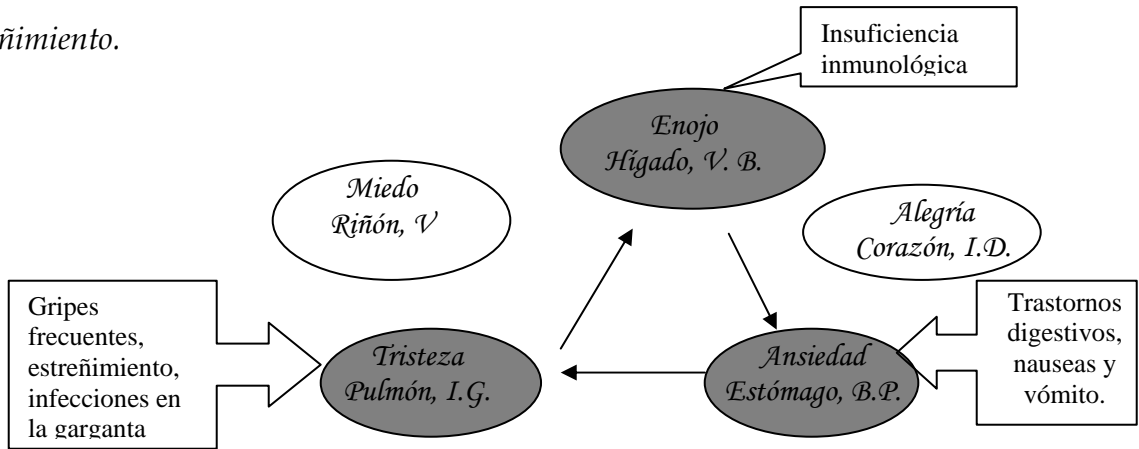 ñimiento.
Insuficiencia
inmunológica
Enojo
Hígado, V. B.
Miedo
Riñón, V
Alegría
Corazón, I.D.
Gripes
frecuentes,
estreñimiento,
infecciones en
la garganta
Tristeza
Pulmón, I.G.
Ansiedad
Estómago, B.P.
Trastornos
digestivos,
nauseas y
vómito.